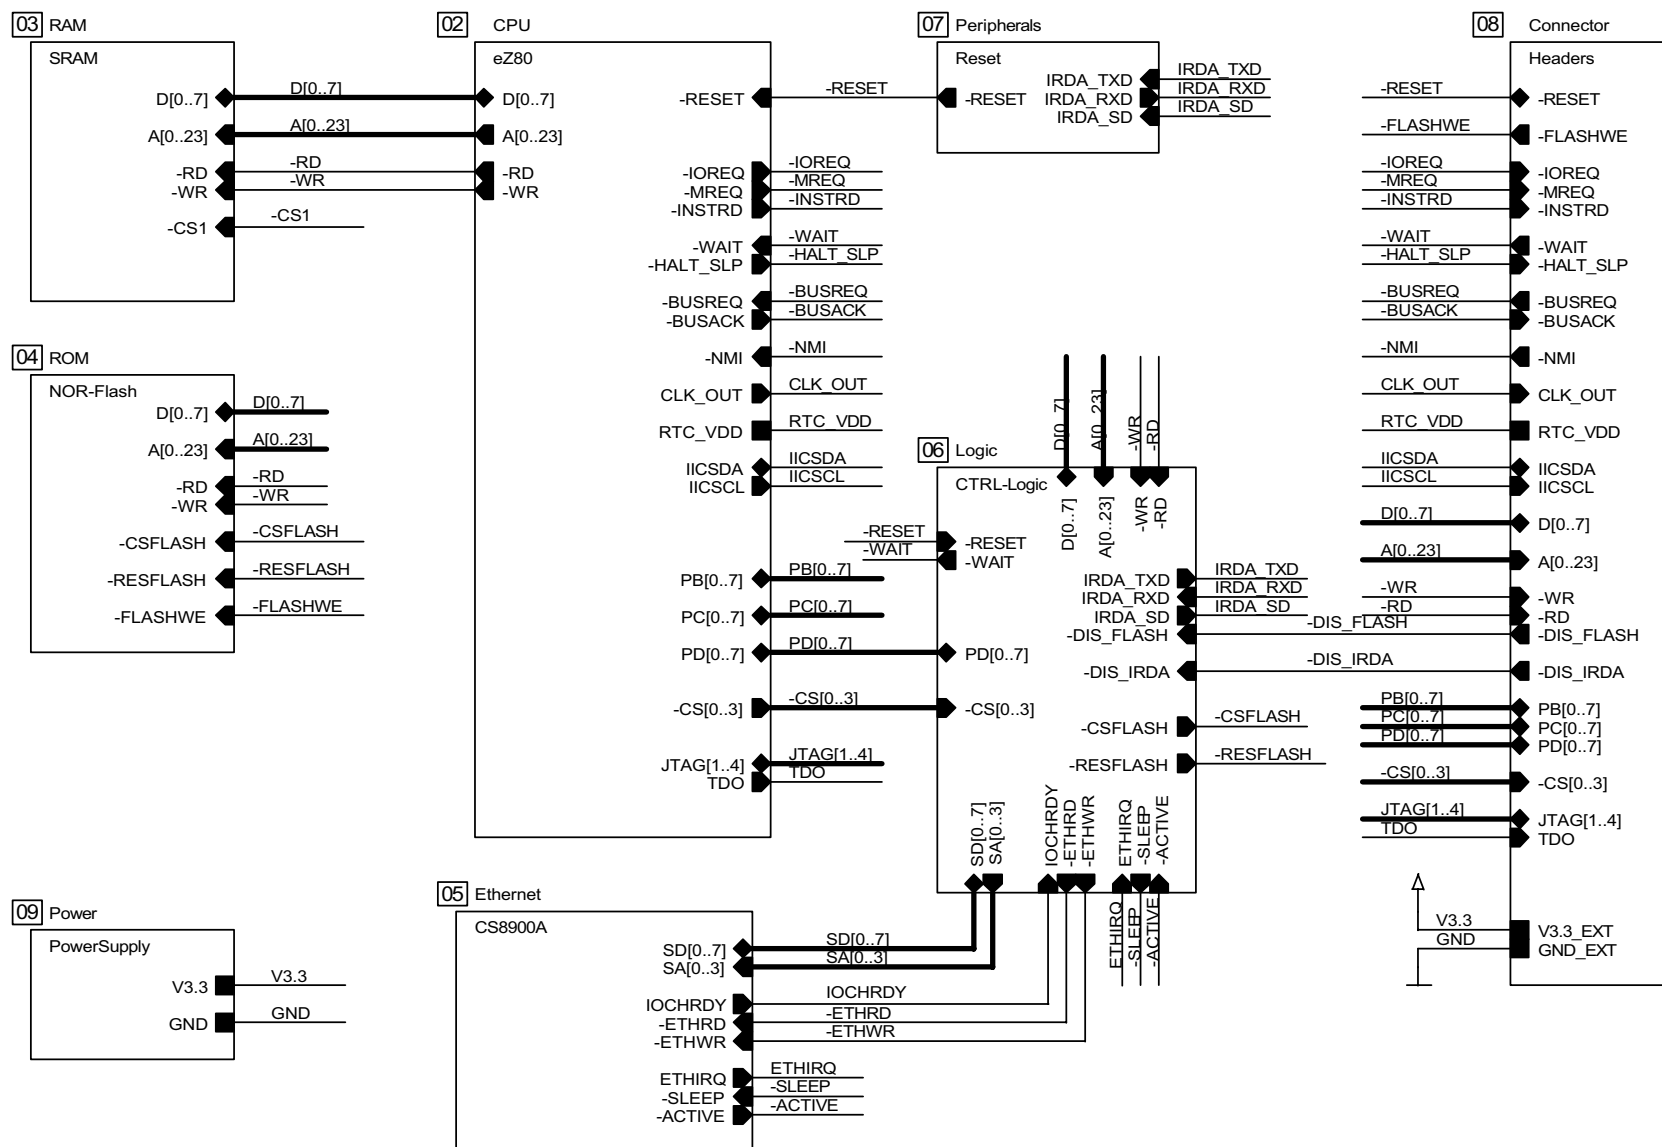 03 RAM
SRAM
D[0..7] D[0..7]
A[0..23] A[0..23]
-RD -RD
-WR -WR
-CS1 -CS1
04 ROM
NOR-Flash
D[0..7] D[0..7]
A[0..23] A[0..23]
-RD -RD
-WR -WR
-CSFLASH -CSFLASH
-RESFLASH -RESFLASH
-FLASHWE -FLASHWE
09 Power
PowerSupply
V3.3 V3.3
GND GND
02 CPU
eZ80
D[0..7]
A[0..23]
-RD
-WR
-RESET -RESET
-IOREQ -IOREQ
-MREQ -MREQ
-INSTRD -INSTRD
-WAIT -WAIT
-HALT_SLP -HALT_SLP
-BUSREQ -BUSREQ
-BUSACK -BUSACK
-NMI -NMI
CLK_OUT CLK_OUT
RTC_VDD RTC_VDD
IICSDA IICSDA
IICSCL IICSCL
PB[0..7] PB[0..7]
PC[0..7] PC[0..7]
PD[0..7] PD[0..7]
-CS[0..3] -CS[0..3]
JTAG[1..4] JTAG[1..4]
TDO TDO
05 Ethernet
CS8900A
SD[0..7] SD[0..7]
SA[0..3] SA[0..3]
IOCHRDY IOCHRDY
-ETHRD -ETHRD
-ETHWR -ETHWR
ETHIRQ ETHIRQ
-SLEEP -SLEEP
-ACTIVE -ACTIVE
07 Peripherals
Reset
-RESET
IRDA_TXD IRDA_TXD
IRDA_RXD IRDA_RXD
IRDA_SD IRDA_SD
06 Logic
CTRL-Logic
D[0..7] D[0..7]
A[0..23] A[0..23]
-WR -WR
-RD -RD
-RESET -RESET
-WAIT -WAIT
IRDA_TXD IRDA_TXD
IRDA_RXD IRDA_RXD
IRDA_SD IRDA_SD
-DIS_FLASH -DIS_FLASH
-DIS_IRDA -DIS_IRDA
PD[0..7]
-CS[0..3]
-CSFLASH -CSFLASH
-RESFLASH -RESFLASH
SD[0..7]
SA[0..3]
IOCHRDY
-ETHRD
-ETHWR
ETHIRQ ETHIRQ
-SLEEP -SLEEP
-ACTIVE -ACTIVE
08 Connector
Headers
-RESET -RESET
-FLASHWE -FLASHWE
-IOREQ -IOREQ
-MREQ -MREQ
-INSTRD -INSTRD
-WAIT -WAIT
-HALT_SLP -HALT_SLP
-BUSREQ -BUSREQ
-BUSACK -BUSACK
-NMI -NMI
CLK_OUT CLK_OUT
RTC_VDD RTC_VDD
IICSDA IICSDA
IICSCL IICSCL
D[0..7] D[0..7]
A[0..23] A[0..23]
-WR -WR
-RD -RD
-DIS_FLASH
-DIS_IRDA
PB[0..7] PB[0..7]
PC[0..7] PC[0..7]
PD[0..7] PD[0..7]
-CS[0..3] -CS[0..3]
JTAG[1..4] JTAG[1..4]
TDO TDO
V3.3 V3.3_EXT
GND GND_EXT